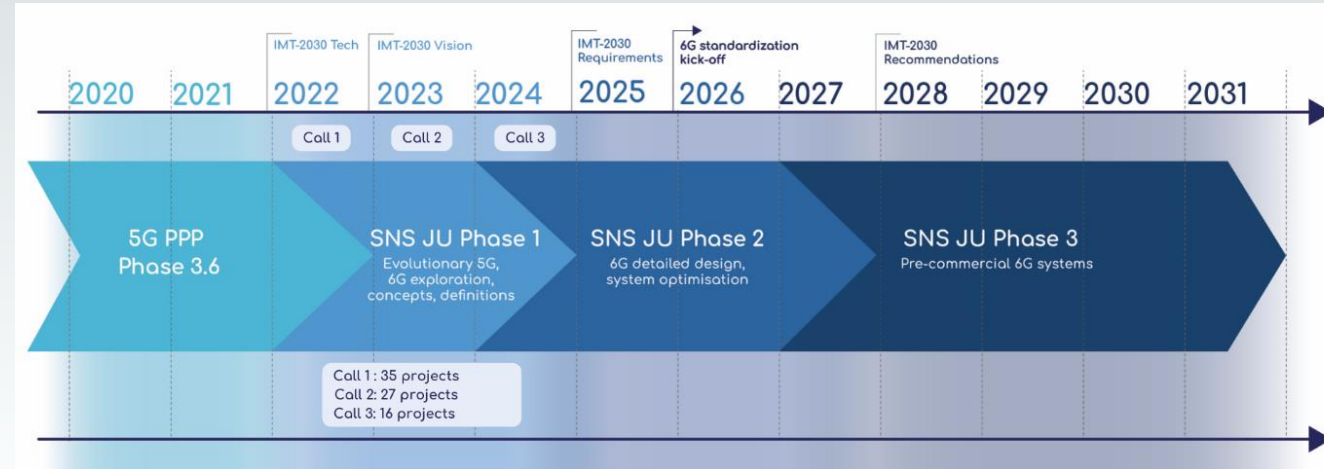 IMT-2030 Tech
IMT-2030 Vision
IMT-2030
Requirements
6G standardization
kick-off
IMT-2030
Recommendations
2020
2021
2022
2023
2024
2025
2026
2027
2028
2029
2030
2031
Call 1
Call 2
Call 3
5G PPP
Phase 3.6
SNS JU Phase 1
Evolutionary 5G,
6G exploration,
concepts, definitions
SNS JU Phase 2
6G detailed design,
system optimisation
SNS JU Phase 3
Pre-commercial 6G systems
Call 1 : 35 projects
Call 2: 27 projects
Call 3: 16 projects